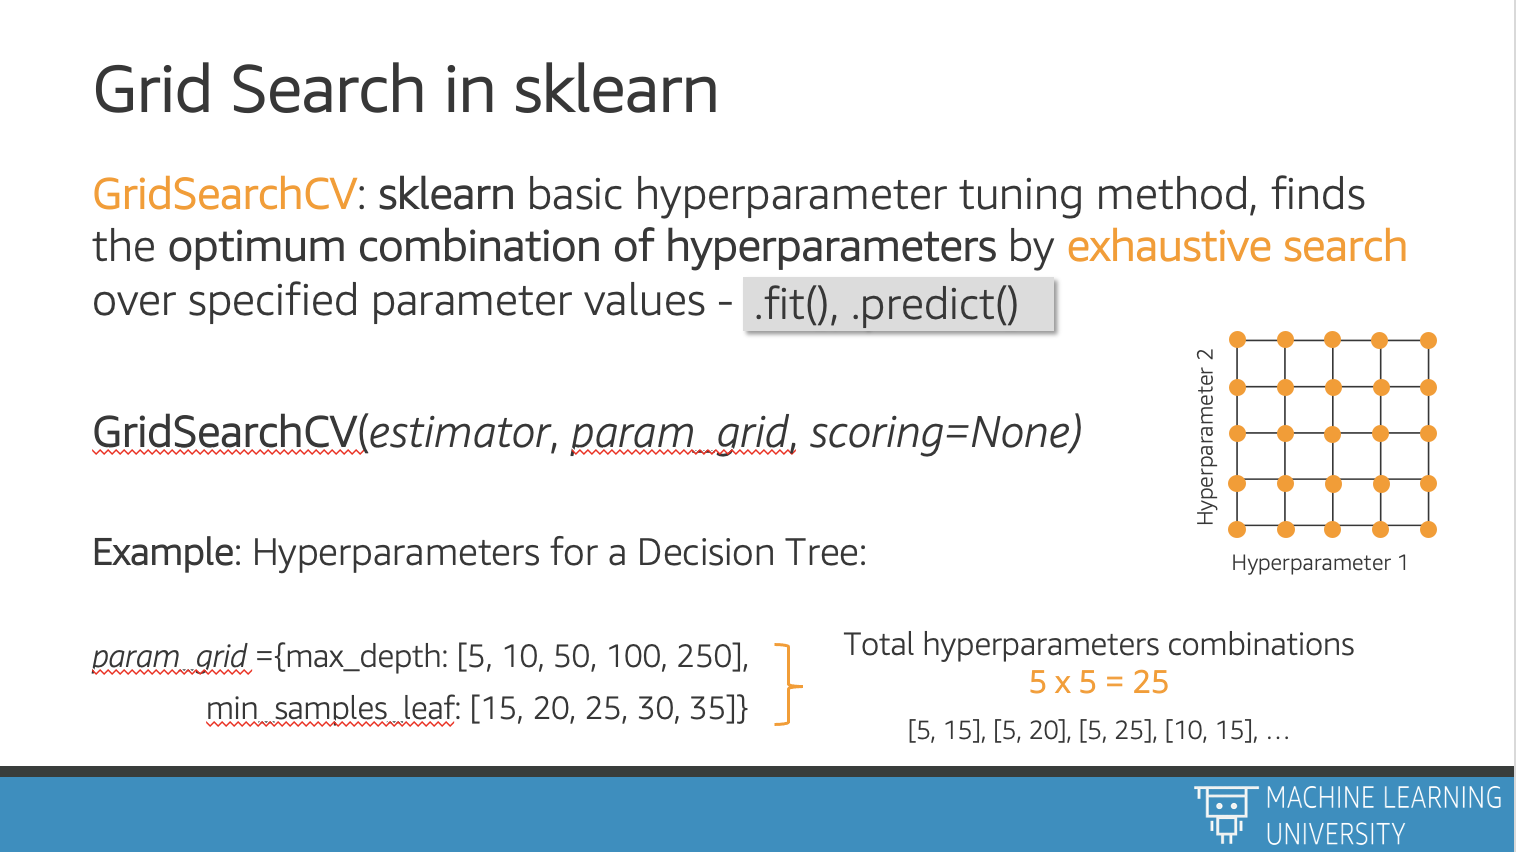 Grid Search in sklearn
GridSearchCV: sklearn basic hyperparameter tuning method, finds
the optimum combination of hyperparameters by exhaustive search
over specified parameter values - .fit(), .predict()
GridSearchCV(estimator, param_grid, scoring=None)
Hyperparameter 2
Hyperparameter 1
Example: Hyperparameters for a Decision Tree:
param_grid ={max_depth: [5, 10, 50, 100, 250],
min_samples_leaf: [15, 20, 25, 30, 35]}
Total hyperparameters combinations
5 x 5 = 25
[5, 15], [5, 20], [5, 25], [10, 15], …
MACHINE LEARNING
UNIVERSITY